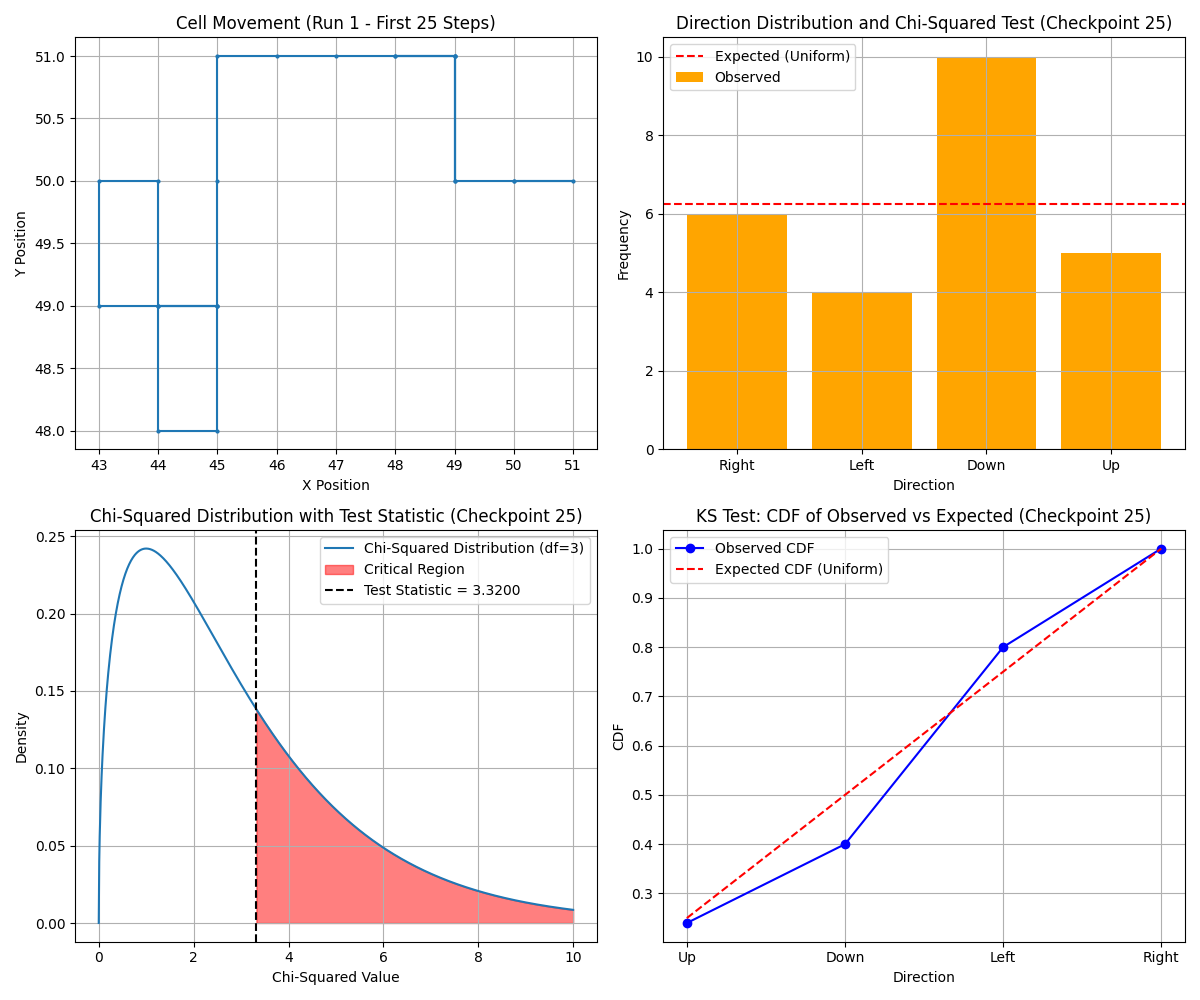 Cell Movement (Run 1 - First 25 Steps)
51.0
50.5
50.0
49.5
49.0
48.5
48.0
Y Position
43 44 45 46 47 48 49 50 51
X Position
Direction Distribution and Chi-Squared Test (Checkpoint 25)
Expected (Uniform)
Observed
10
8
6
4
2
0
Frequency
Right Left Down Up
Direction
Chi-Squared Distribution with Test Statistic (Checkpoint 25)
Chi-Squared Distribution (df=3)
Critical Region
Test Statistic = 3.3200
0.25
0.20
0.15
0.10
0.05
0.00
Density
0 2 4 6 8 10
Chi-Squared Value
KS Test: CDF of Observed vs Expected (Checkpoint 25)
Observed CDF
Expected CDF (Uniform)
1.0
0.9
0.8
0.7
0.6
0.5
0.4
0.3
CDF
Up Down Left Right
Direction